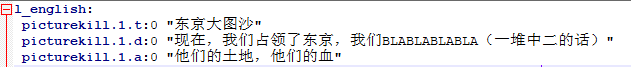 l_english:
picturekill.1.t:0 "东京大图沙"
picturekill.1.d:0 "现在，我们占领了东京，我们BLABLABLABLA（一堆中二的话）"
picturekill.1.a:0 "他们的土地，他们的血"